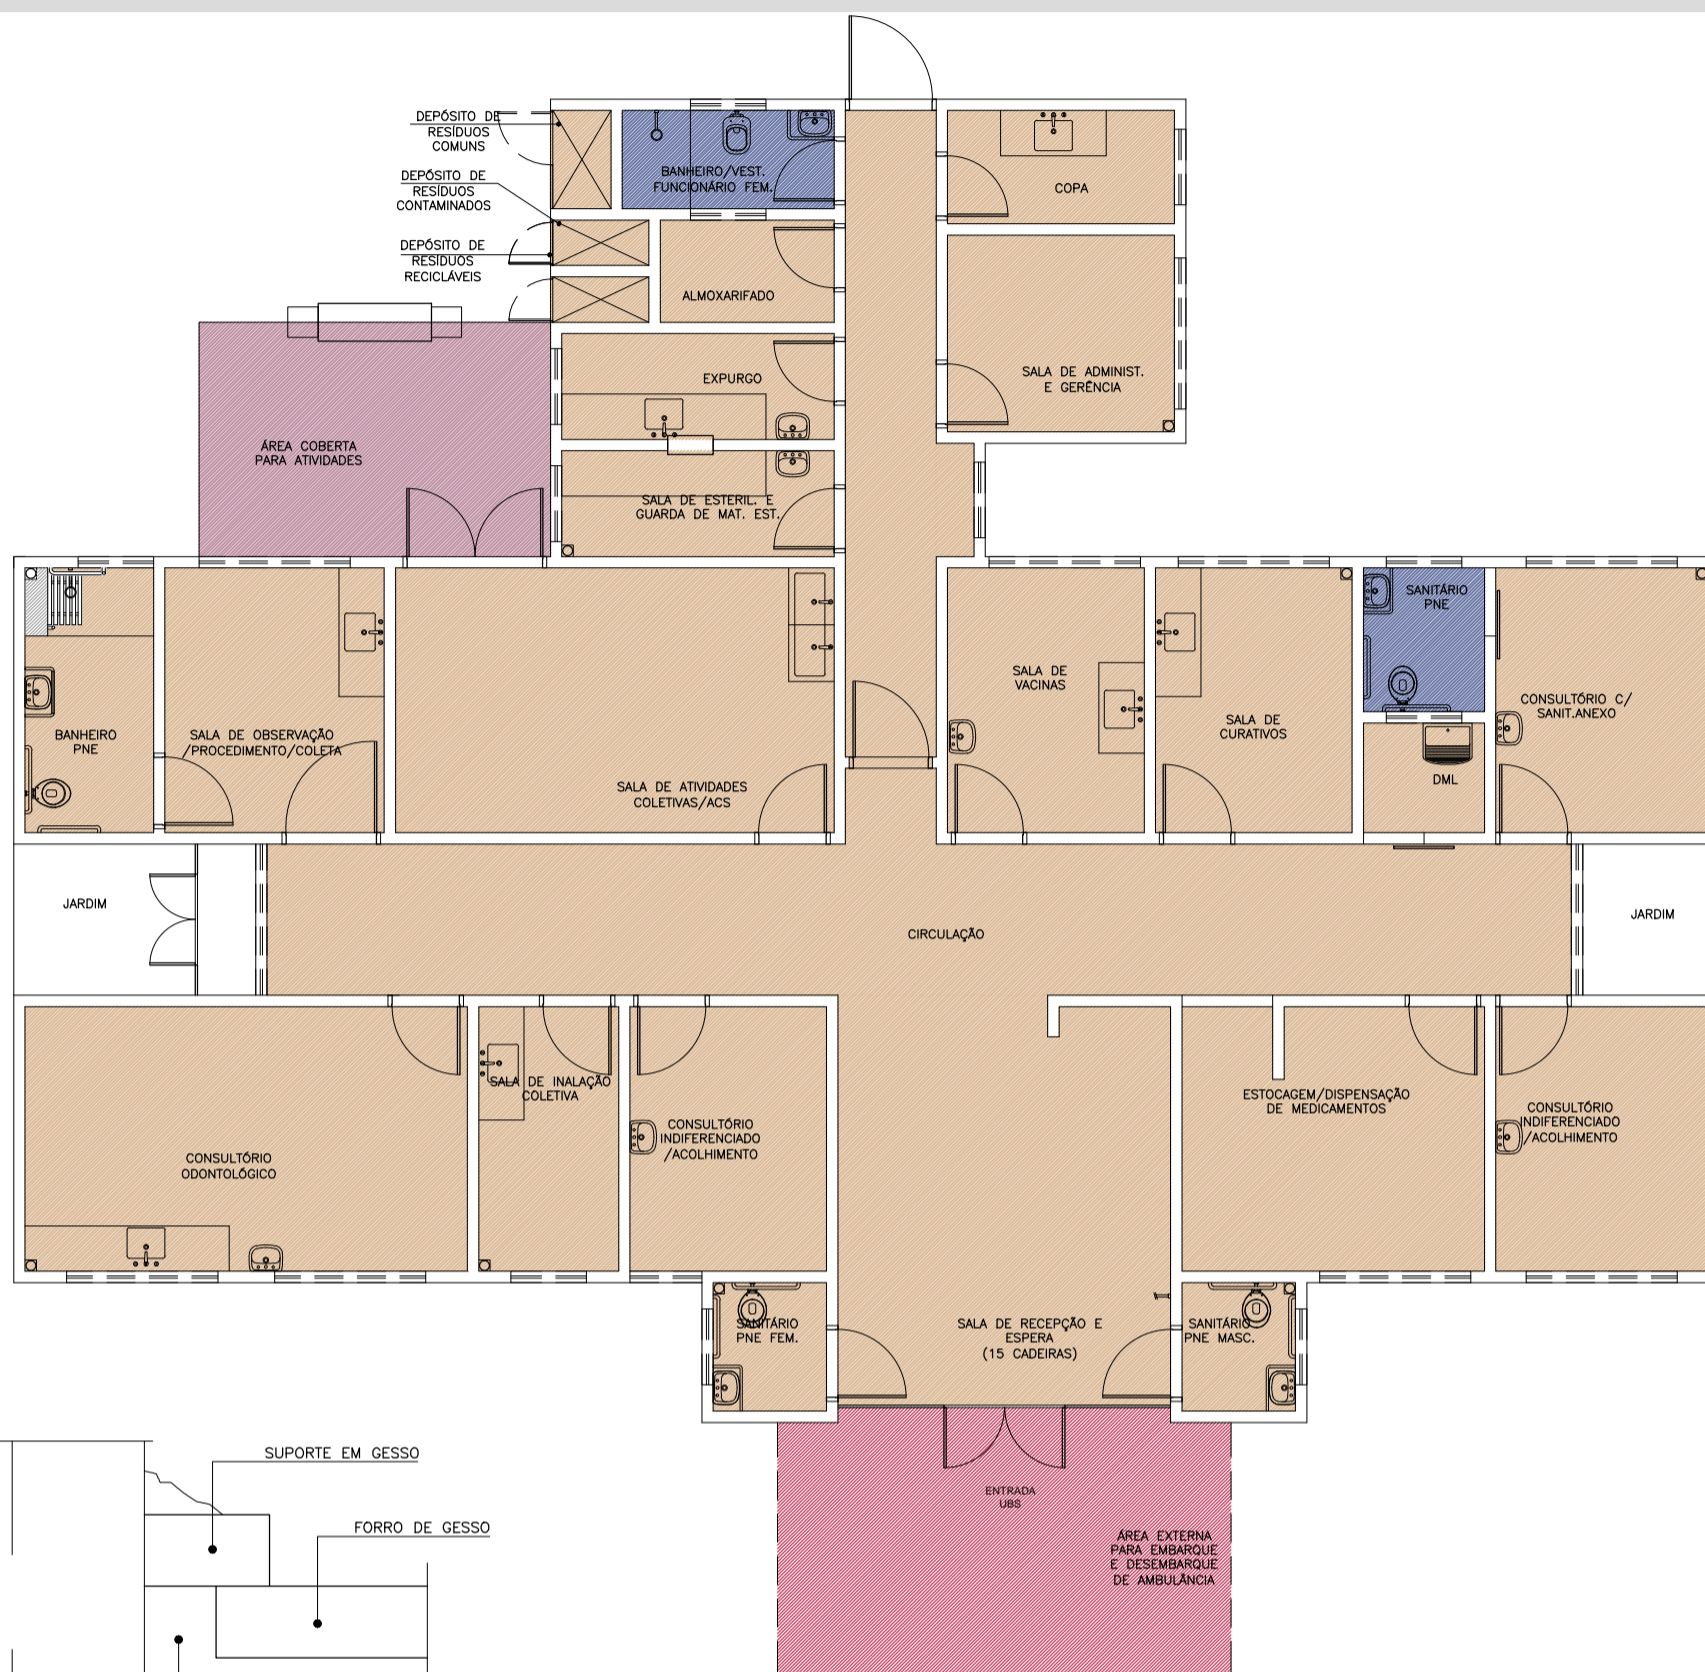 DEPÓSITO DE
RESÍDUOS
COMUNS
DEPÓSITO DE
RESÍDUOS
CONTAMINADOS
DEPÓSITO DE
RESÍDUOS
RECICLÁVEIS
BANHEIRO/VEST.
FUNCIONÁRIO FEM.
COPA
ALMOXARIFADO
EXPURGO
SALA DE ADMINIST.
E GERÊNCIA
ÁREA COBERTA
PARA ATIVIDADES
SALA DE ESTERIL. E
GUARDA DE MAT. EST.
BANHEIRO
PNE
SALA DE OBSERVAÇÃO
/PROCEDIMENTO/COLETA
SALA DE ATIVIDADES
COLETIVAS/ACS
SALA DE
VACINAS
SALA DE
CURATIVOS
SANITÁRIO
PNE
DML
CONSULTÓRIO C/
SANIT.ANEXO
JARDIM
CIRCULAÇÃO
JARDIM
CONSULTÓRIO
ODONTOLÓGICO
SALA DE INALAÇÃO
COLETIVA
CONSULTÓRIO
INDIFERENCIADO
/ACOLHIMENTO
ESTOCAGEM/DISPENSAÇÃO
DE MEDICAMENTOS
CONSULTÓRIO
INDIFERENCIADO
/ACOLHIMENTO
SANITÁRIO
PNE FEM.
SALA DE RECEPÇÃO E
ESPERA
(15 CADEIRAS)
SANITÁRIO
PNE MASC.
ENTRADA
UBS
ÁREA EXTERNA
PARA EMBARQUE
E DESEMBARQUE
DE AMBULÂNCIA
SUPORTE EM GESSO
FORRO DE GESSO